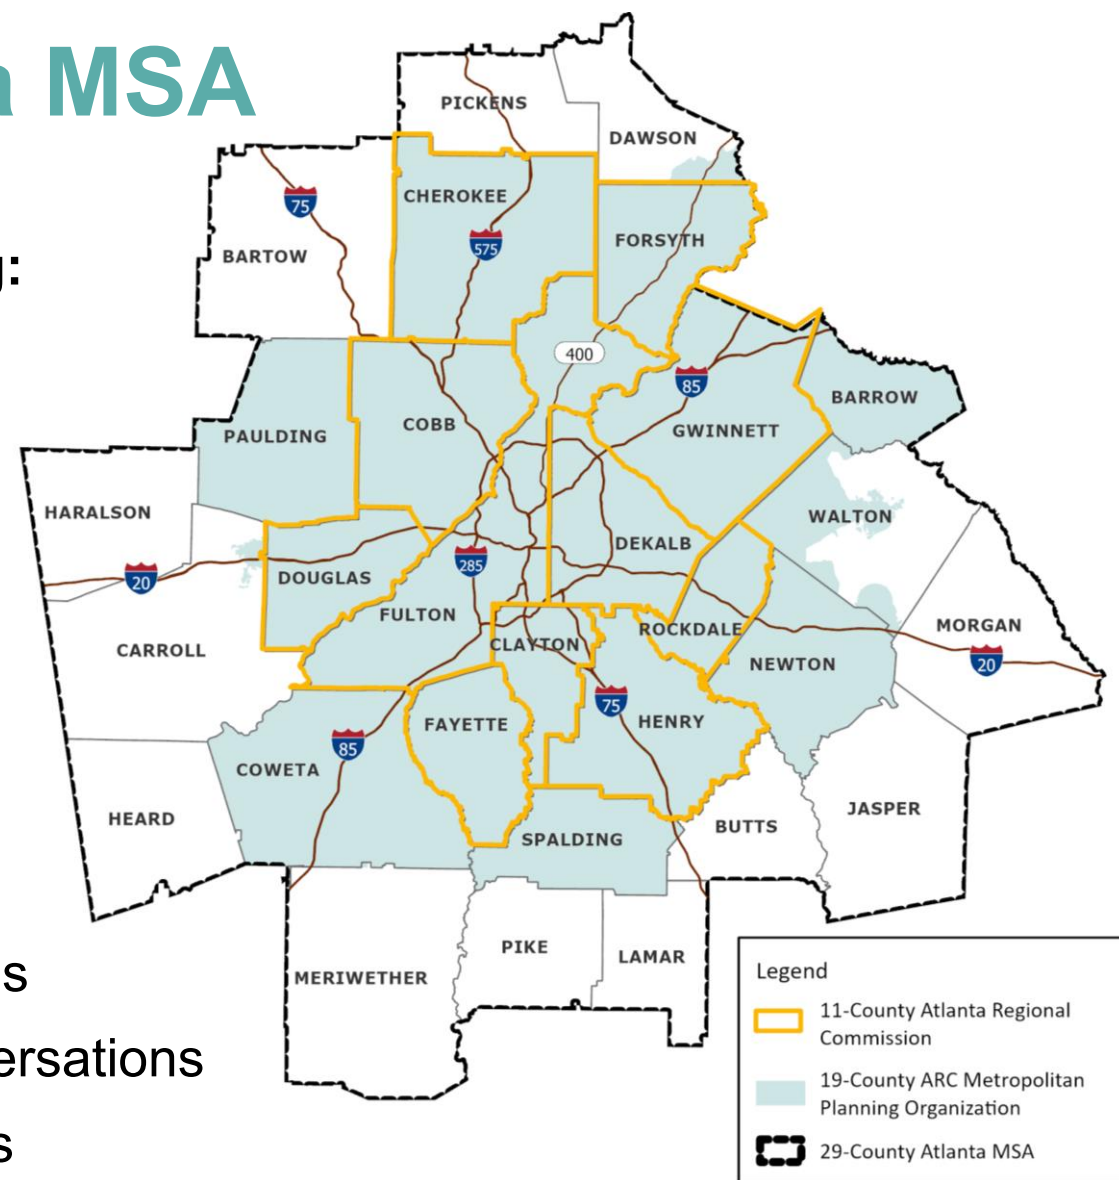 a MSA
g:
s
ersations
s
PICKENS
DAWSON
CHEROKEE
75
575
FORSYTH
BARTOW
400
85
BARROW
COBB
GWINNETT
PAULDING
HARALSON
WALTON
DEKALB
285
20
DOUGLAS
FULTON
ROCKDALE
MORGAN
CLAYTON
CARROLL
NEWTON
20
75
FAYETTE
HENRY
85
COWETA
JASPER
HEARD
BUTTS
SPALDING
PIKE
LAMAR
MERIWETHER
Legend
11-County Atlanta Regional
Commission
19-County ARC Metropolitan
Planning Organization
29-County Atlanta MSA